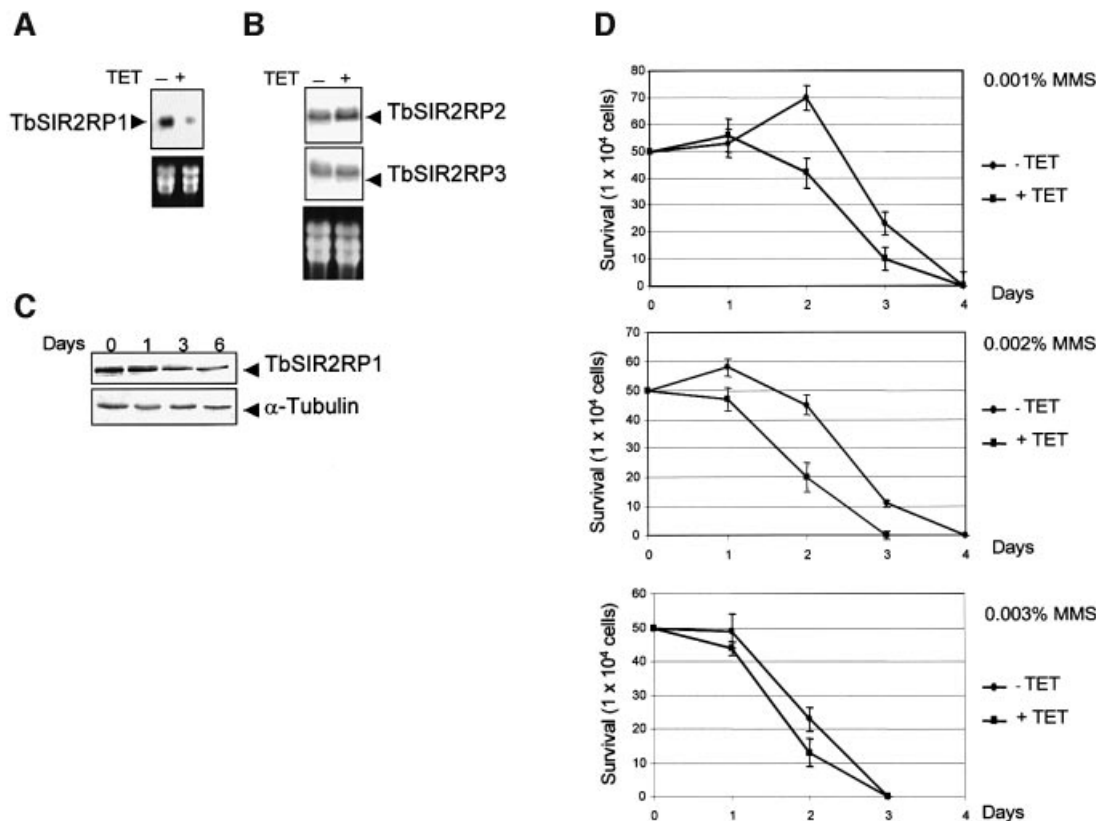 A
TET − +
TbSIR2RP1
B
TET − +
TbSIR2RP2
TbSIR2RP3
C
Days 0 1 3 6
TbSIR2RP1
α-Tubulin
D
0.001% MMS
Survival (1 x 10⁴ cells)
80
70
60
50
40
30
20
10
0
0 1 2 3 4
Days
- TET
+ TET
0.002% MMS
Survival (1 x 10⁴ cells)
70
60
50
40
30
20
10
0
0 1 2 3 4
Days
- TET
+ TET
0.003% MMS
Survival (1 x 10⁴ cells)
60
50
40
30
20
10
0
0 1 2 3 4
Days
- TET
+ TET